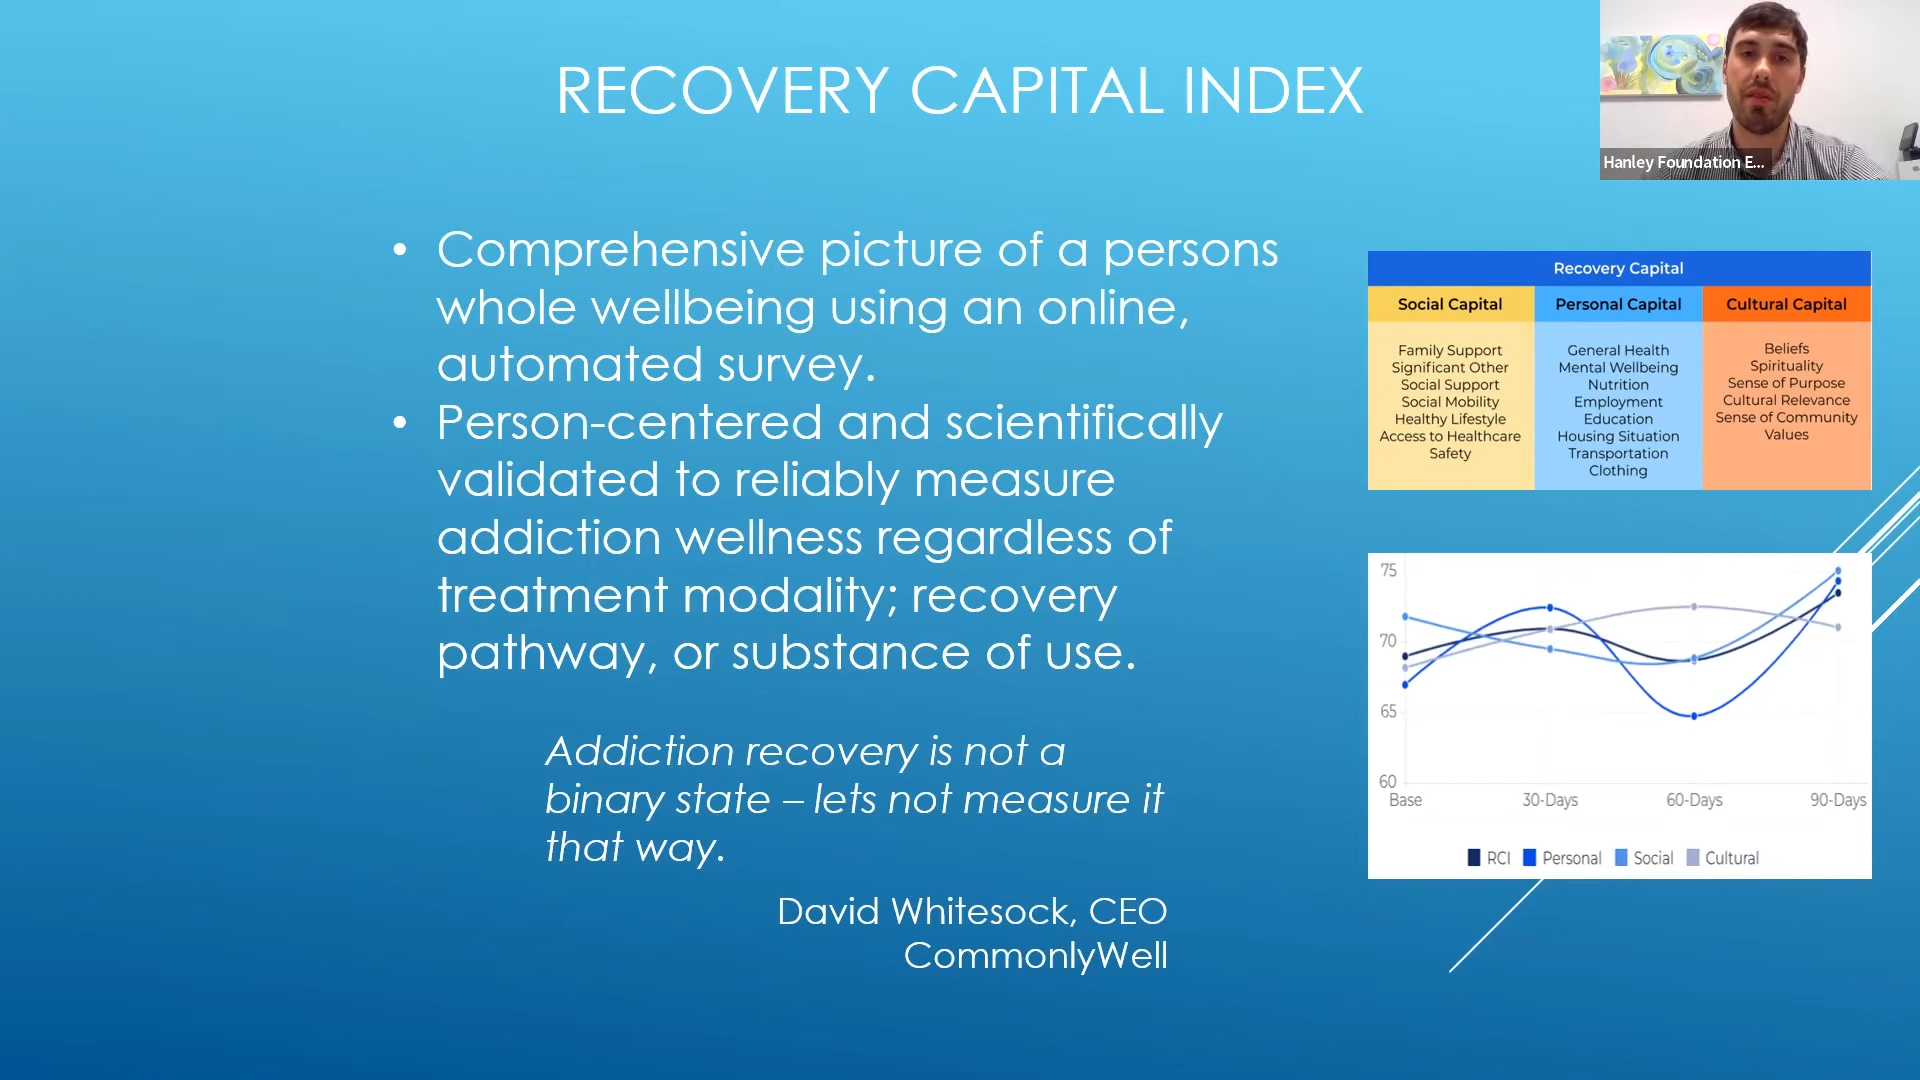 RECOVERY CAPITAL INDEX
Hanley Foundation E...
• Comprehensive picture of a persons
whole wellbeing using an online,
automated survey.
• Person-centered and scientifically
validated to reliably measure
addiction wellness regardless of
treatment modality; recovery
pathway, or substance of use.
Addiction recovery is not a
binary state – lets not measure it
that way.
David Whitesock, CEO
CommonlyWell
Recovery Capital
Social Capital
Family Support
Significant Other
Social Support
Social Mobility
Healthy Lifestyle
Access to Healthcare
Safety
Personal Capital
General Health
Mental Wellbeing
Nutrition
Employment
Education
Housing Situation
Transportation
Clothing
Cultural Capital
Beliefs
Spirituality
Sense of Purpose
Cultural Relevance
Sense of Community
Values
75
70
65
60
Base 30-Days 60-Days 90-Days
RCI Personal Social Cultural